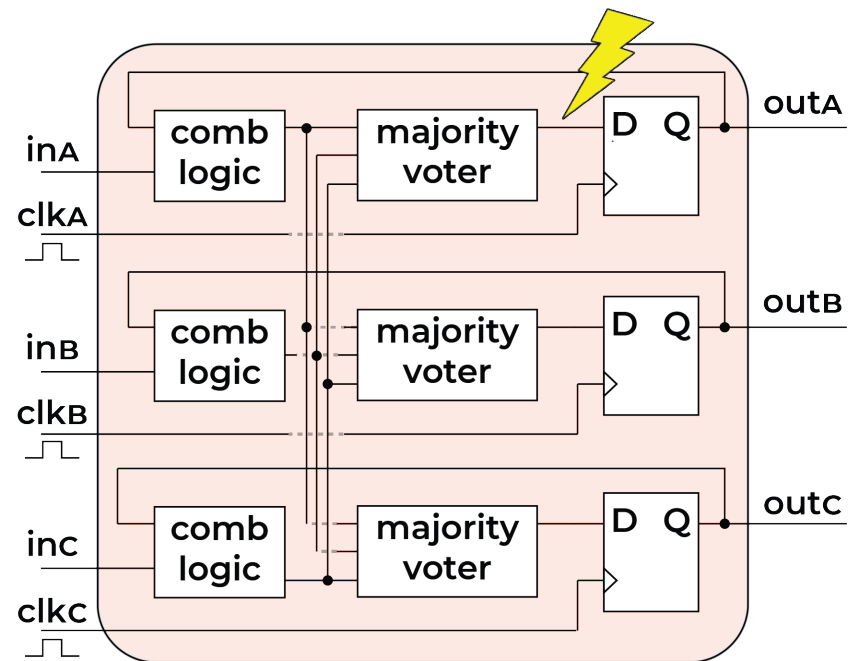 outA
comb
logic
majority
voter
D Q
inA
clkA
outB
comb
logic
majority
voter
D Q
inB
clkB
outC
comb
logic
majority
voter
D Q
inC
clkC